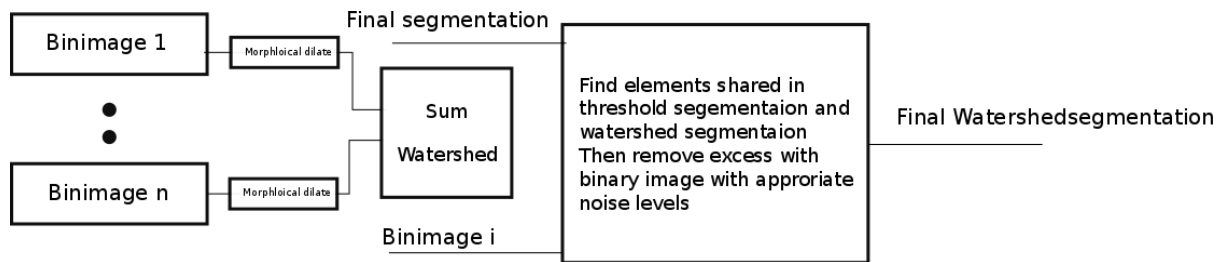 Final segmentation
Binimage 1
Morphloical dilate
Sum
Watershed
Find elements shared in
threshold segementaion and
watershed segmentaion
Then remove excess with
binary image with approriate
noise levels
Final Watershedsegmentation
Binimage n
Morphloical dilate
Binimage i